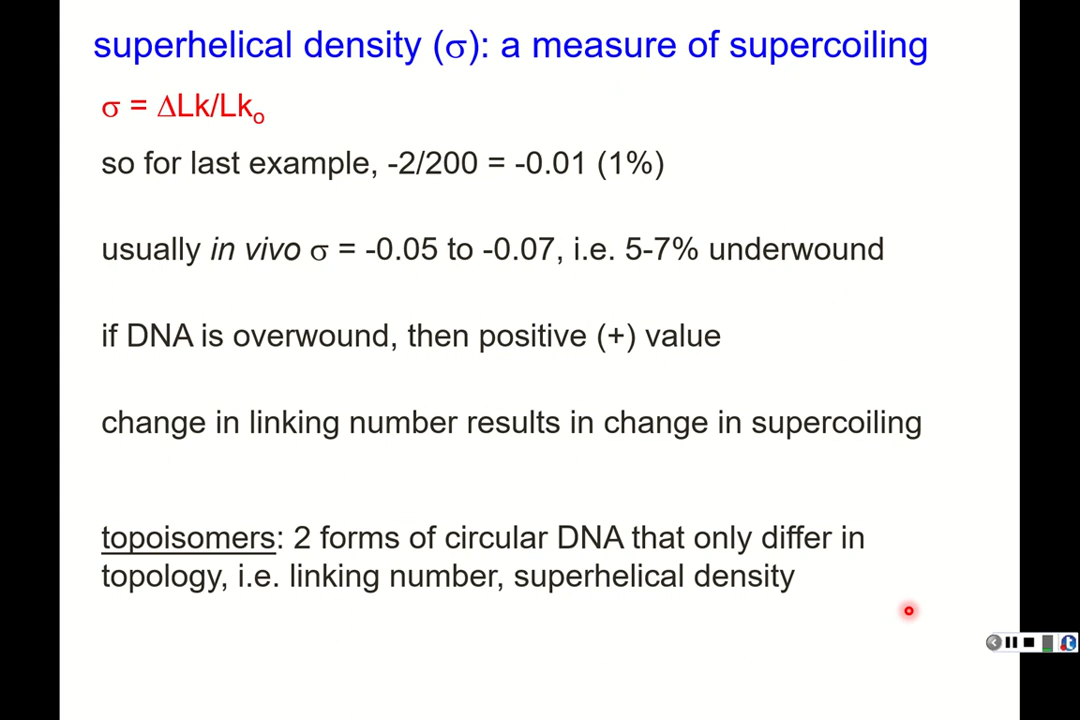 superhelical density (σ): a measure of supercoiling
σ = ΔLk/Lko
so for last example, -2/200 = -0.01 (1%)
usually in vivo σ = -0.05 to -0.07, i.e. 5-7% underwound
if DNA is overwound, then positive (+) value
change in linking number results in change in supercoiling
topoisomers: 2 forms of circular DNA that only differ in
topology, i.e. linking number, superhelical density